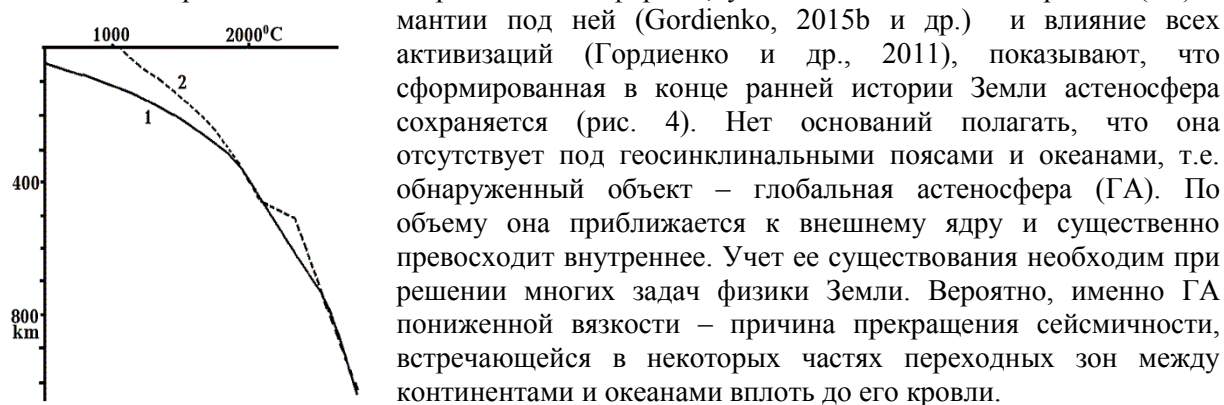 1000 2000⁰C
2
1
400
800
km
мантии под ней (Gordienko, 2015b и др.) и влияние всех
активизаций (Гордиенко и др., 2011), показывают, что
сформированная в конце ранней истории Земли астеносфера
сохраняется (рис. 4). Нет оснований полагать, что она
отсутствует под геосинклинальными поясами и океанами, т.е.
обнаруженный объект – глобальная астеносфера (ГА). По
объему она приближается к внешнему ядру и существенно
превосходит внутреннее. Учет ее существования необходим при
решении многих задач физики Земли. Вероятно, именно ГА
пониженной вязкости – причина прекращения сейсмичности,
встречающейся в некоторых частях переходных зон между
континентами и океанами вплоть до его кровли.